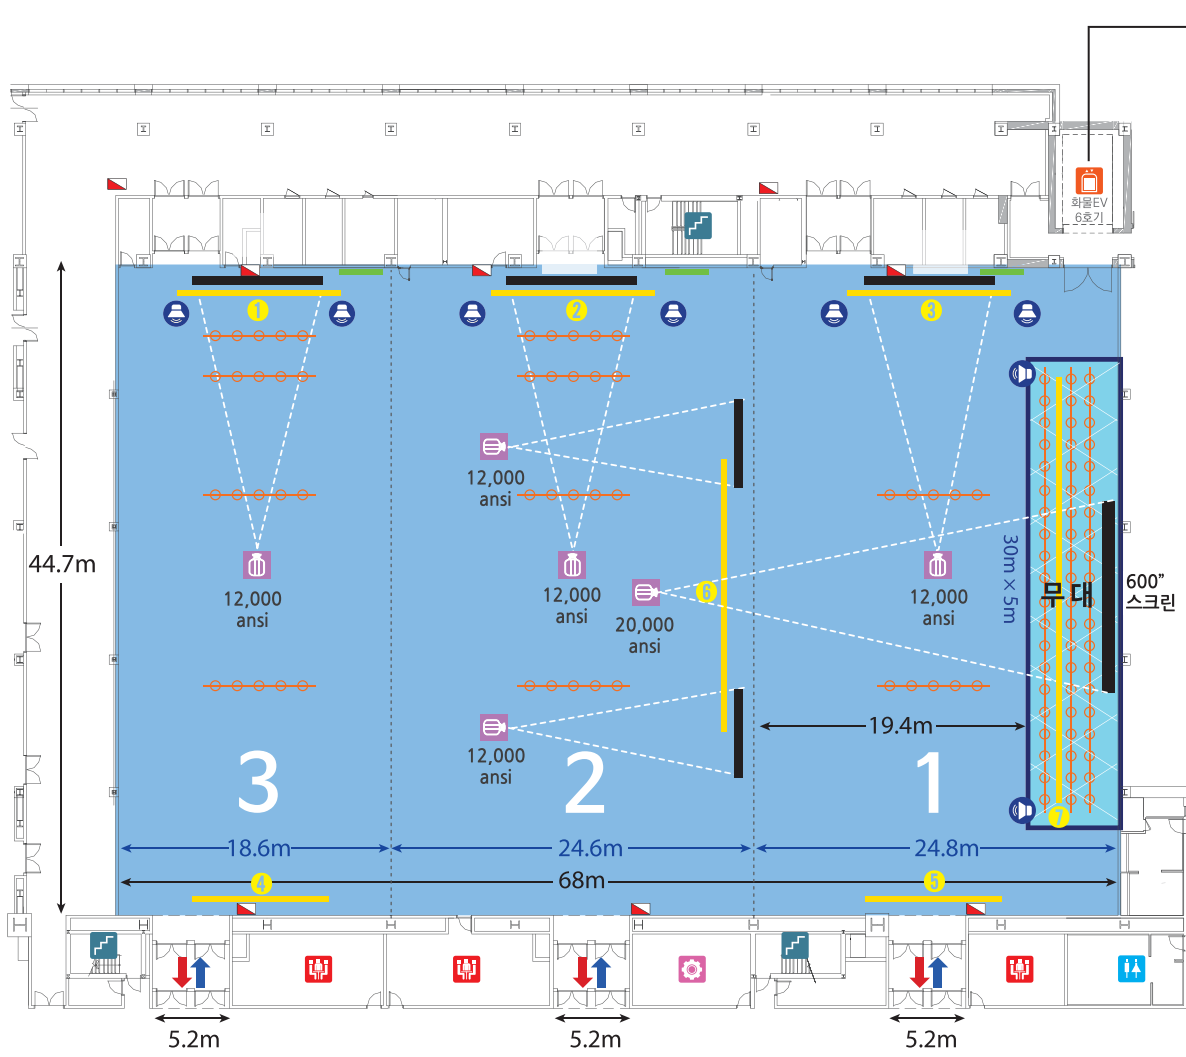 화물EV
6호기
1
2
3
12,000
ansi
44.7m
12,000
ansi
12,000
ansi
6
20,000
ansi
12,000
ansi
30m × 5m
무대
600”
스크린
19.4m
12,000
ansi
3
2
1
7
18.6m
24.6m
24.8m
68m
4
5
5.2m
5.2m
5.2m